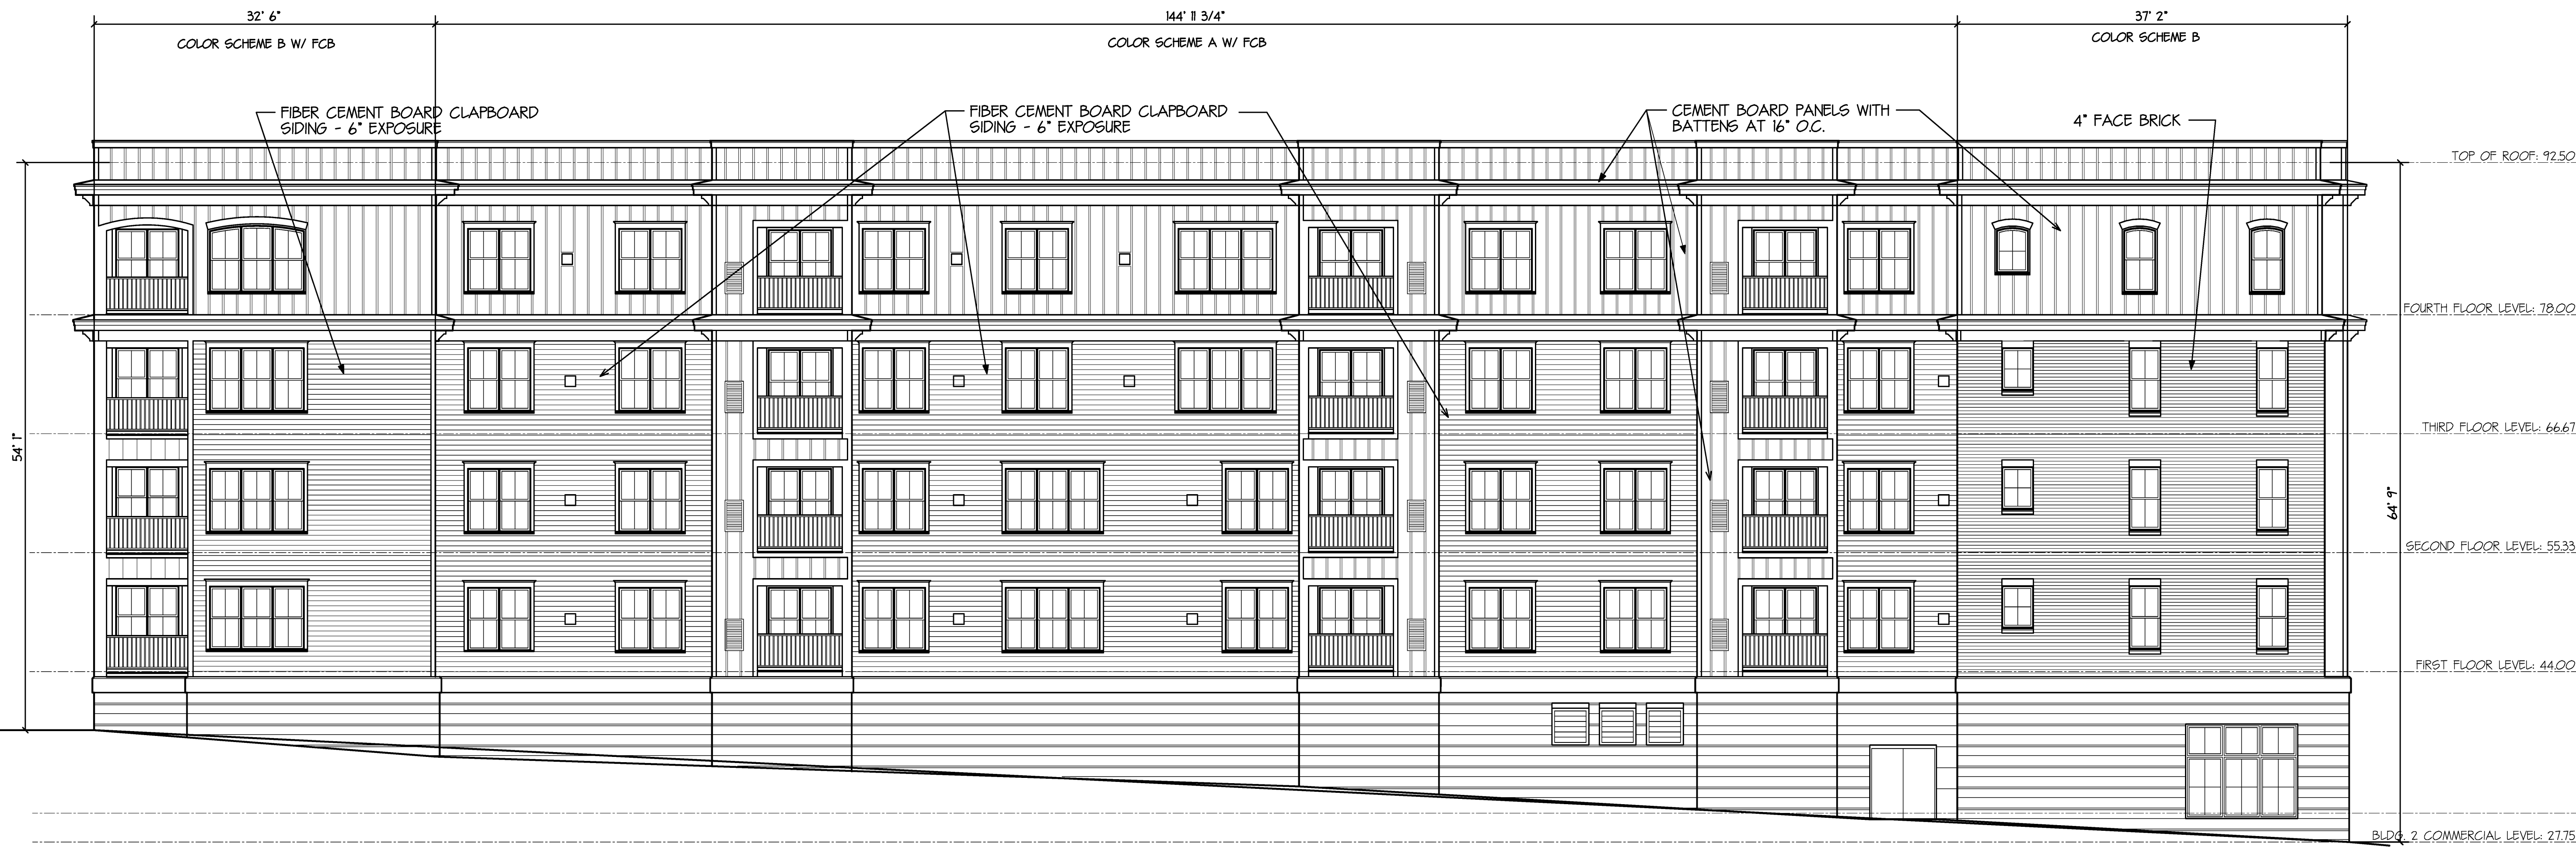 32' 6"
144' 11 3/4"
37' 2"
COLOR SCHEME B W/ FCB
COLOR SCHEME A W/ FCB
COLOR SCHEME B
FIBER CEMENT BOARD CLAPBOARD
SIDING - 6" EXPOSURE
FIBER CEMENT BOARD CLAPBOARD
SIDING - 6" EXPOSURE
CEMENT BOARD PANELS WITH
BATTENS AT 16" O.C.
4" FACE BRICK
TOP OF ROOF: 92.50
FOURTH FLOOR LEVEL: 78.00
THIRD FLOOR LEVEL: 66.67
54' 1"
64' 9"
SECOND FLOOR LEVEL: 55.33
FIRST FLOOR LEVEL: 44.00
BLDG. 2 COMMERCIAL LEVEL: 27.75